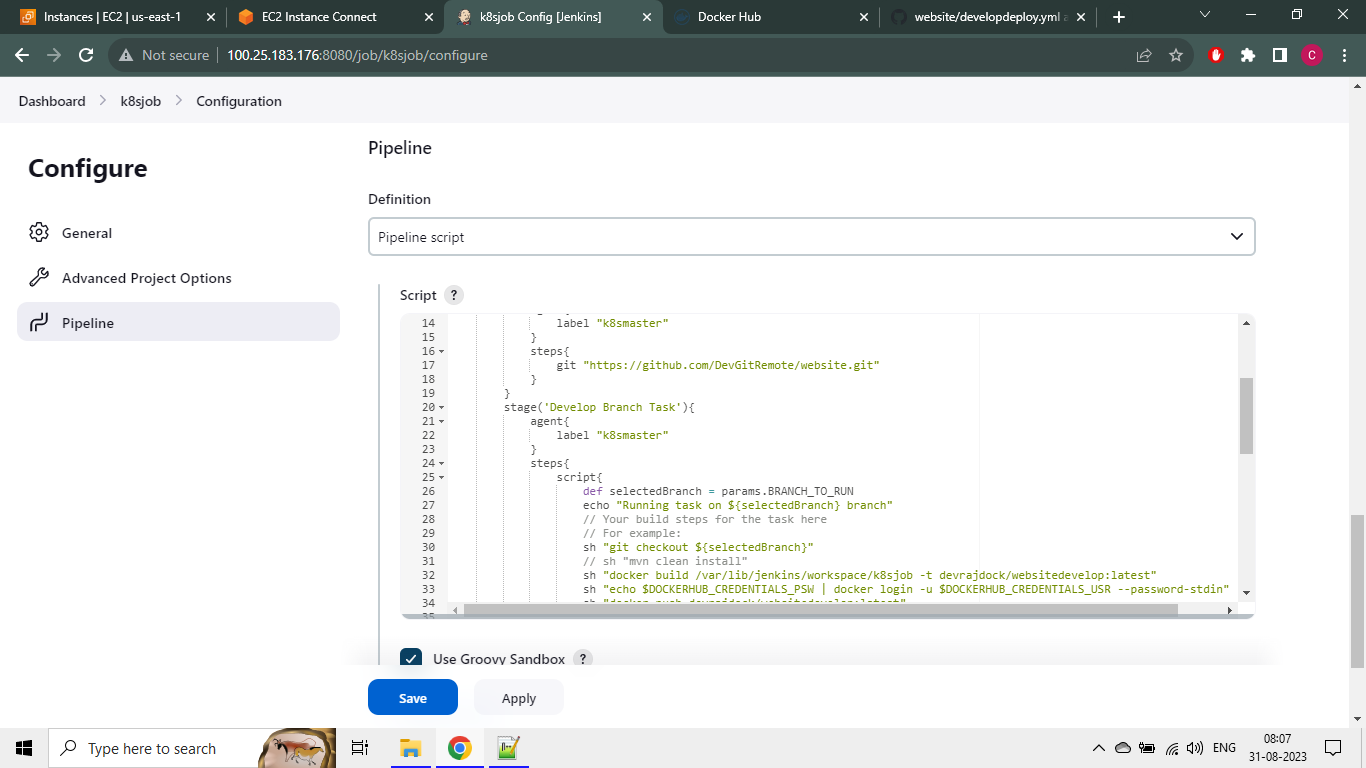 Instances | EC2 | us-east-1
EC2 Instance Connect
k8sjob Config [Jenkins]
Docker Hub
website/developdeploy.yml a
Not secure
100.25.183.176:8080/job/k8sjob/configure
C
Dashboard
k8sjob
Configuration
Configure
General
Advanced Project Options
Pipeline
Pipeline
Definition
Pipeline script
Script ?
14 label "k8smaster"
15 }
16 steps{
17 git "https://github.com/DevGitRemote/website.git"
18 }
19 }
20 stage('Develop Branch Task'){
21 agent{
22 label "k8smaster"
23 }
24 steps{
25 script{
26 def selectedBranch = params.BRANCH_TO_RUN
27 echo "Running task on ${selectedBranch} branch"
28 // Your build steps for the task here
29 // For example:
30 sh "git checkout ${selectedBranch}"
31 // sh "mvn clean install"
32 sh "docker build /var/lib/jenkins/workspace/k8sjob -t devrajdock/websitedevelop:latest"
33 sh "echo $DOCKERHUB_CREDENTIALS_PSW | docker login -u $DOCKERHUB_CREDENTIALS_USR --password-stdin"
34 sh "docker push devrajdock/websitedevelop:latest"
35
Use Groovy Sandbox ?
Save
Apply
Type here to search
ENG
08:07
31-08-2023